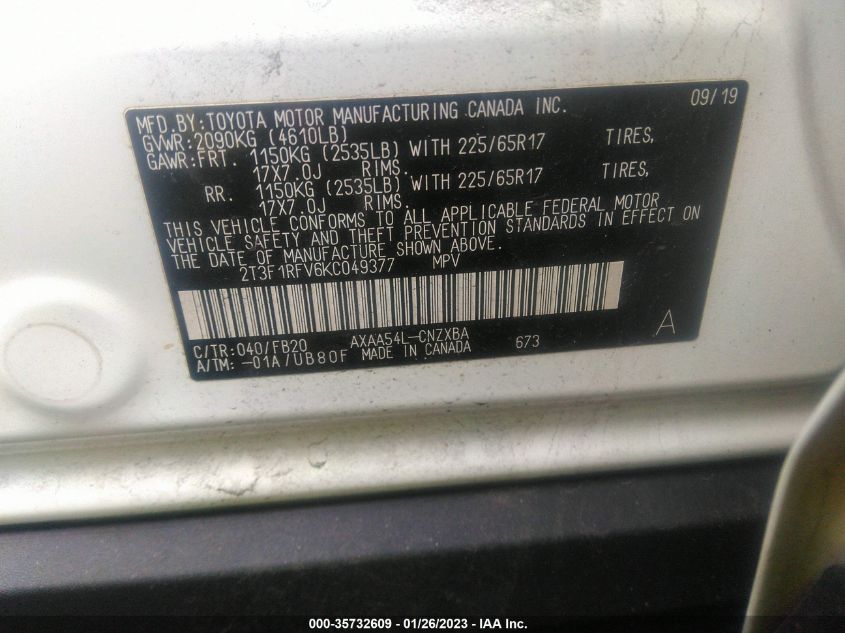 MFD.BY:TOYOTA MOTOR MANUFACTURING CANADA INC. 09/19
GVWR:2090KG (4610LB)
GAWR:FRT. 1150KG (2535LB) WITH 225/65R17 TIRES,
17X7.0J RIMS.
RR. 1150KG (2535LB) WITH 225/65R17 TIRES,
17X7.0J RIMS.
THIS VEHICLE CONFORMS TO ALL APPLICABLE FEDERAL MOTOR
VEHICLE SAFETY AND THEFT PREVENTION STANDARDS IN EFFECT ON
THE DATE OF MANUFACTURE SHOWN ABOVE.
2T3F1RFV6KC049377 MPV
C/TR:040/FB20 AXAA54L-CNZXBA A
A/TM:-01A/UB80F MADE IN CANADA 673
000-35732609 - 01/26/2023 - IAA Inc.